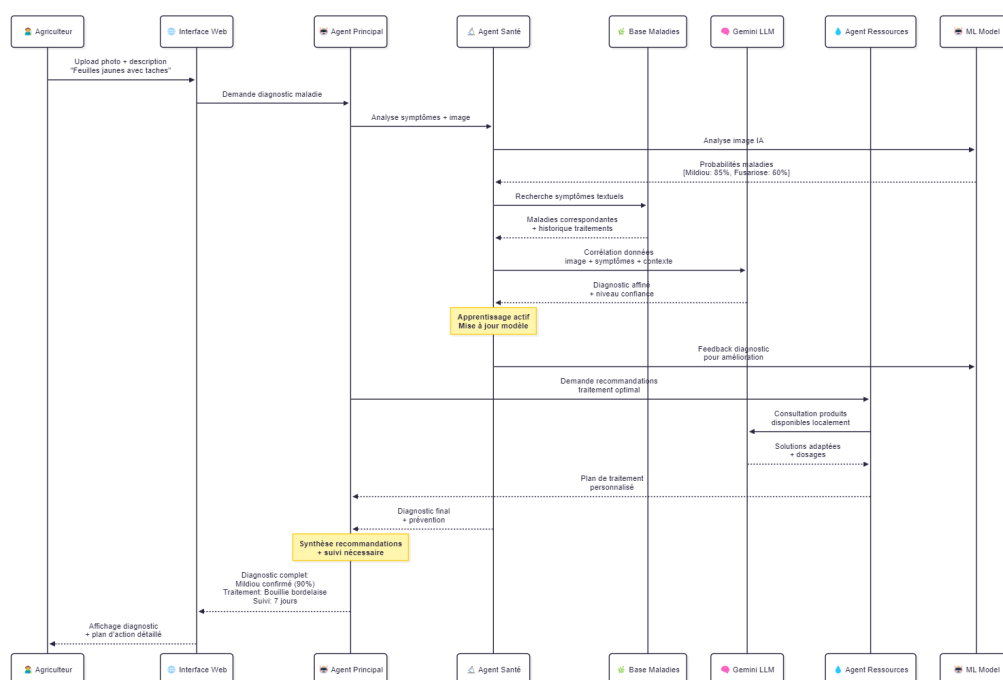 Agriculteur
Interface Web
Agent Principal
Agent Santé
Base Maladies
Gemini LLM
Agent Ressources
ML Model
Upload photo + description
"Feuilles jaunes avec taches"
Demande diagnostic maladie
Analyse symptômes + image
Analyse image IA
Probabilités maladies
[Mildiou: 85%, Fusariose: 60%]
Recherche symptômes textuels
Maladies correspondantes
+ historique traitements
Corrélation données
image + symptômes + contexte
Diagnostic affiné
+ niveau confiance
Apprentissage actif
Mise à jour modèle
Feedback diagnostic
pour amélioration
Demande recommandations
traitement optimal
Consultation produits
disponibles localement
Solutions adaptées
+ dosages
Plan de traitement
personnalisé
Diagnostic final
+ prévention
Synthèse recommandations
+ suivi nécessaire
Diagnostic complet:
Mildiou confirmé (90%)
Traitement: Bouillie bordelaise
Suivi: 7 jours
Affichage diagnostic
+ plan d'action détaillé
Agriculteur
Interface Web
Agent Principal
Agent Santé
Base Maladies
Gemini LLM
Agent Ressources
ML Model